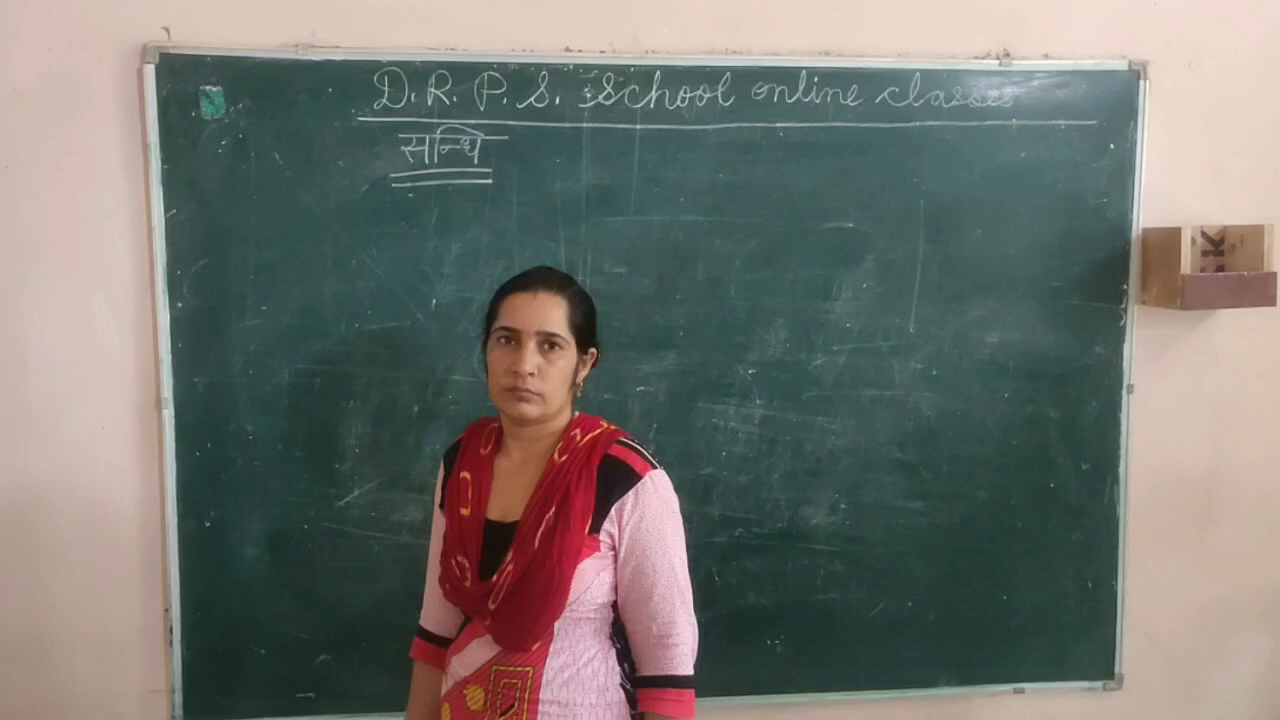 D. R. P. S. School online classes
सन्धि